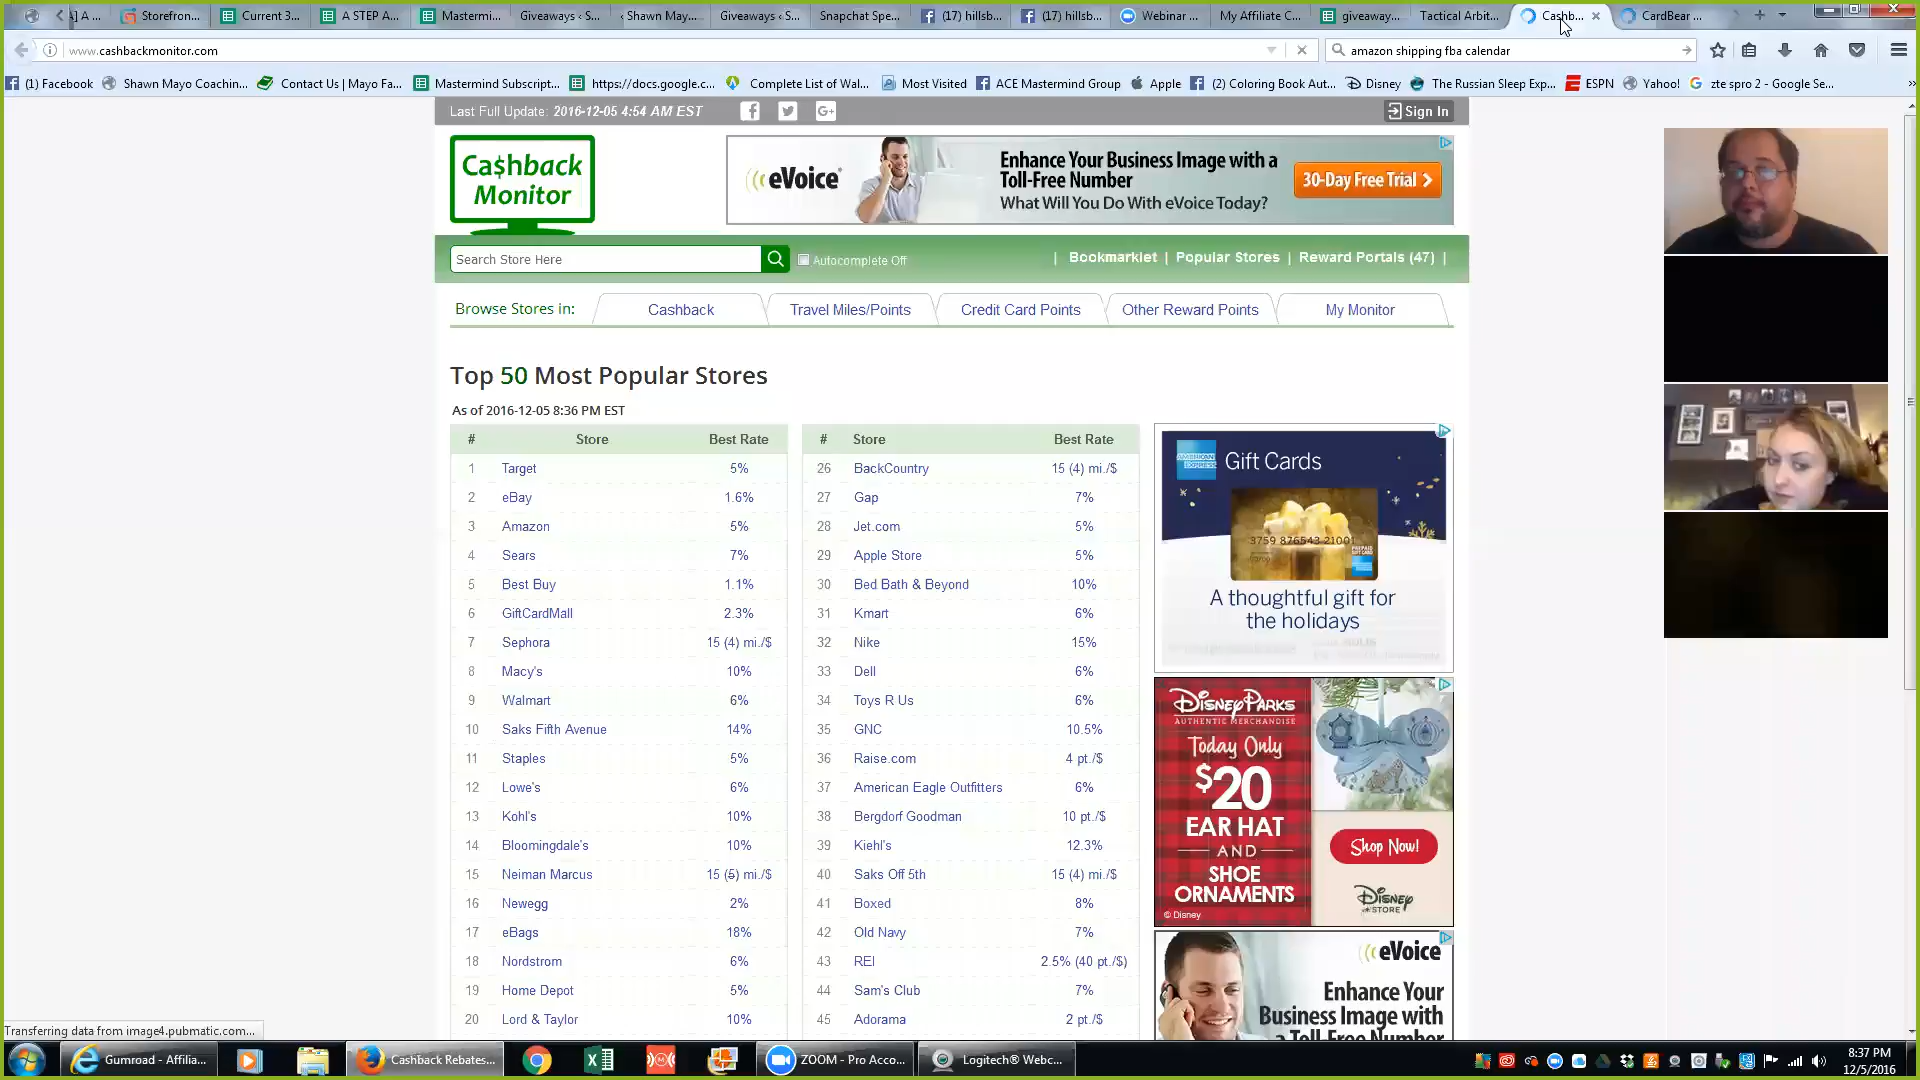 ] A ...
Storefron...
Current 3...
A STEP A...
Mastermi...
Giveaways ‹ S...
‹ Shawn May...
Giveaways ‹ S...
Snapchat Spe...
(17) hillsb...
(17) hillsb...
Webinar ...
My Affiliate C...
giveaway...
Tactical Arbit...
Cashb...
CardBear ...
www.cashbackmonitor.com
amazon shipping fba calendar
(1) Facebook
Shawn Mayo Coachin...
Contact Us | Mayo Fa...
Mastermind Subscript...
https://docs.google.c...
Complete List of Wal...
Most Visited
ACE Mastermind Group
Apple
(2) Coloring Book Aut...
Disney
The Russian Sleep Exp...
ESPN
Yahoo!
zte spro 2 - Google Se...
Last Full Update: 2016-12-05 4:54 AM EST
Sign In
Ca$hback
Monitor
eVoice
Enhance Your Business Image with a
Toll-Free Number
What Will You Do With eVoice Today?
30-Day Free Trial
Search Store Here
Autocomplete Off
| Bookmarklet | Popular Stores | Reward Portals (47) |
Browse Stores in:
Cashback
Travel Miles/Points
Credit Card Points
Other Reward Points
My Monitor
Top 50 Most Popular Stores
As of 2016-12-05 8:36 PM EST
# Store Best Rate
1 Target 5%
2 eBay 1.6%
3 Amazon 5%
4 Sears 7%
5 Best Buy 1.1%
6 GiftCardMall 2.3%
7 Sephora 15 (4) mi./$
8 Macy's 10%
9 Walmart 6%
10 Saks Fifth Avenue 14%
11 Staples 5%
12 Lowe's 6%
13 Kohl's 10%
14 Bloomingdale's 10%
15 Neiman Marcus 15 (5) mi./$
16 Newegg 2%
17 eBags 18%
18 Nordstrom 6%
19 Home Depot 5%
20 Lord & Taylor 10%
# Store Best Rate
26 BackCountry 15 (4) mi./$
27 Gap 7%
28 Jet.com 5%
29 Apple Store 5%
30 Bed Bath & Beyond 10%
31 Kmart 6%
32 Nike 15%
33 Dell 6%
34 Toys R Us 6%
35 GNC 10.5%
36 Raise.com 4 pt./$
37 American Eagle Outfitters 6%
38 Bergdorf Goodman 10 pt./$
39 Kiehl's 12.3%
40 Saks Off 5th 15 (4) mi./$
41 Boxed 8%
42 Old Navy 7%
43 REI 2.5% (40 pt./$)
44 Sam's Club 7%
45 Adorama 2 pt./$
AMERICAN EXPRESS
Gift Cards
3759 876543 21001
A thoughtful gift for
the holidays
Disney PARKS
AUTHENTIC MERCHANDISE
Today Only
$20
EAR HAT
AND
SHOE
ORNAMENTS
© Disney
Shop Now!
Disney
STORE
eVoice
Enhance Your
Business Image with
a Toll-Free Number
Transferring data from image4.pubmatic.com...
Gumroad - Affilia...
Cashback Rebates...
ZOOM - Pro Acco...
Logitech® Webc...
8:37 PM
12/5/2016